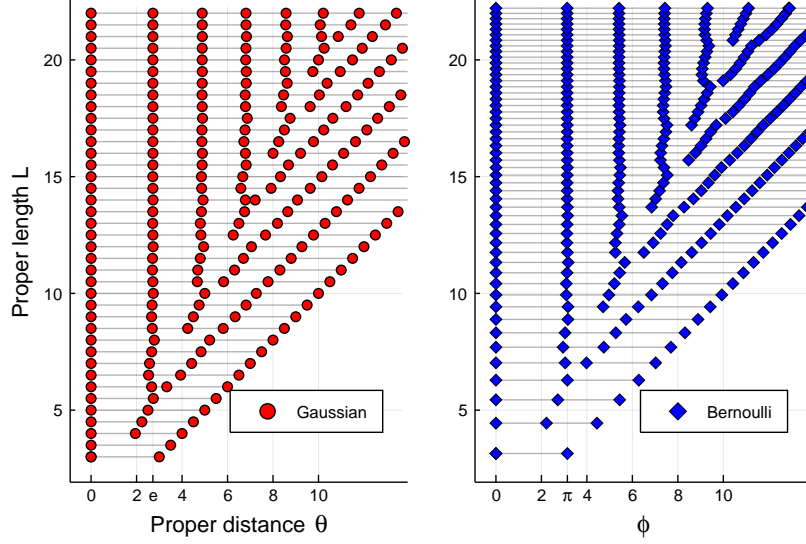 Proper length L
20
15
10
5
0 2 e 4 6 8 10
Proper distance θ
Gaussian
20
15
10
5
0 2 π 4 6 8 10
ϕ
Bernoulli